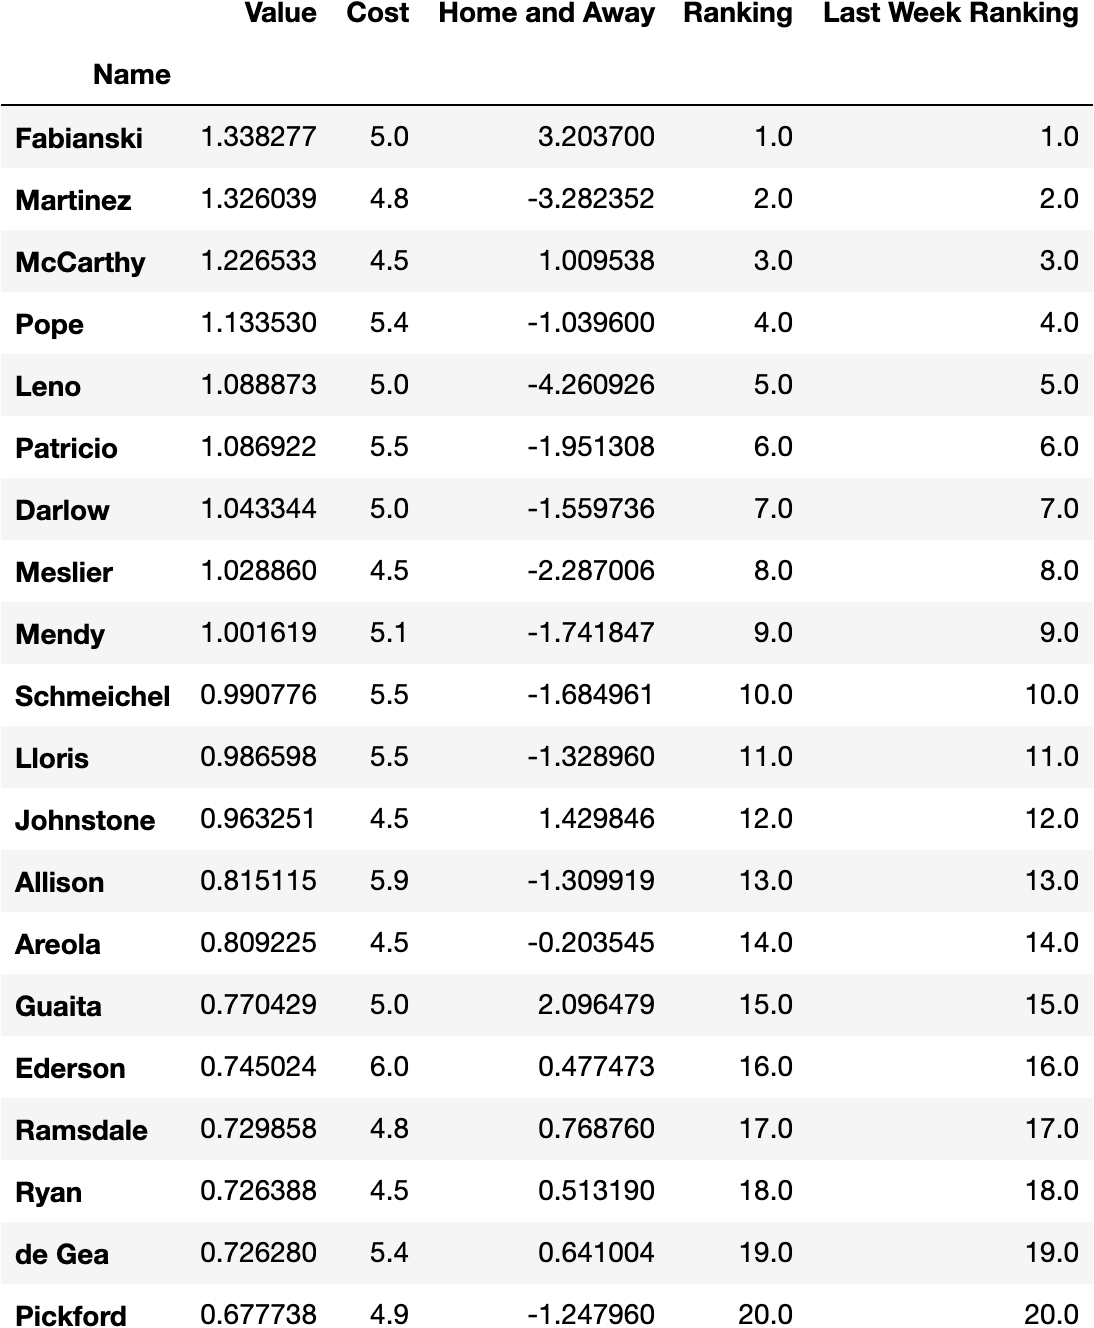 Value Cost Home and Away Ranking Last Week Ranking
Name
Fabianski 1.338277 5.0 3.203700 1.0 1.0
Martinez 1.326039 4.8 -3.282352 2.0 2.0
McCarthy 1.226533 4.5 1.009538 3.0 3.0
Pope 1.133530 5.4 -1.039600 4.0 4.0
Leno 1.088873 5.0 -4.260926 5.0 5.0
Patricio 1.086922 5.5 -1.951308 6.0 6.0
Darlow 1.043344 5.0 -1.559736 7.0 7.0
Meslier 1.028860 4.5 -2.287006 8.0 8.0
Mendy 1.001619 5.1 -1.741847 9.0 9.0
Schmeichel 0.990776 5.5 -1.684961 10.0 10.0
Lloris 0.986598 5.5 -1.328960 11.0 11.0
Johnstone 0.963251 4.5 1.429846 12.0 12.0
Allison 0.815115 5.9 -1.309919 13.0 13.0
Areola 0.809225 4.5 -0.203545 14.0 14.0
Guaita 0.770429 5.0 2.096479 15.0 15.0
Ederson 0.745024 6.0 0.477473 16.0 16.0
Ramsdale 0.729858 4.8 0.768760 17.0 17.0
Ryan 0.726388 4.5 0.513190 18.0 18.0
de Gea 0.726280 5.4 0.641004 19.0 19.0
Pickford 0.677738 4.9 -1.247960 20.0 20.0